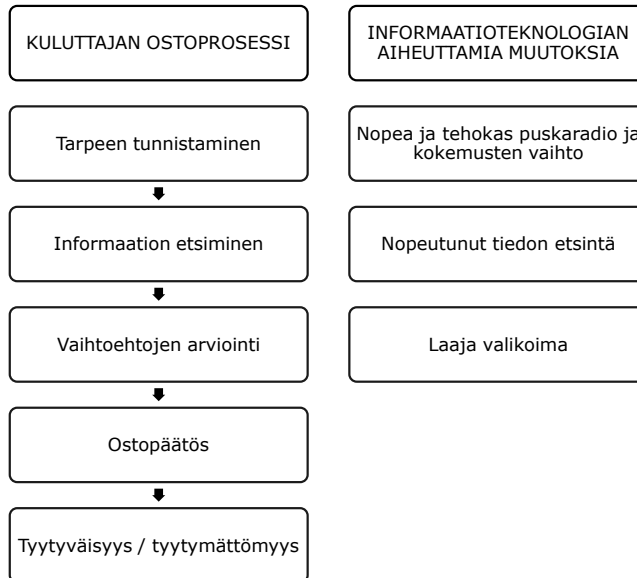 KULUTTAJAN OSTOPROSESSI
INFORMAATIOTEKNOLOGIAN
AIHEUTTAMIA MUUTOKSIA
Tarpeen tunnistaminen
Nopea ja tehokas puskaradio ja
kokemusten vaihto
Informaation etsiminen
Nopeutunut tiedon etsintä
Vaihtoehtojen arviointi
Laaja valikoima
Ostopäätös
Tyytyväisyys / tyytymättömyys